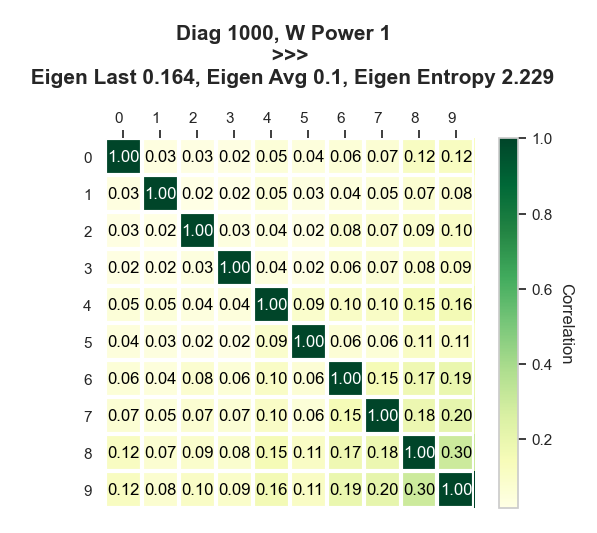 Diag 1000, W Power 1
>>>
Eigen Last 0.164, Eigen Avg 0.1, Eigen Entropy 2.229
0 1 2 3 4 5 6 7 8 9
0 1.00 0.03 0.03 0.02 0.05 0.04 0.06 0.07 0.12 0.12
1 0.03 1.00 0.02 0.02 0.05 0.03 0.04 0.05 0.07 0.08
2 0.03 0.02 1.00 0.03 0.04 0.02 0.08 0.07 0.09 0.10
3 0.02 0.02 0.03 1.00 0.04 0.02 0.06 0.07 0.08 0.09
4 0.05 0.05 0.04 0.04 1.00 0.09 0.10 0.10 0.15 0.16
5 0.04 0.03 0.02 0.02 0.09 1.00 0.06 0.06 0.11 0.11
6 0.06 0.04 0.08 0.06 0.10 0.06 1.00 0.15 0.17 0.19
7 0.07 0.05 0.07 0.07 0.10 0.06 0.15 1.00 0.18 0.20
8 0.12 0.07 0.09 0.08 0.15 0.11 0.17 0.18 1.00 0.30
9 0.12 0.08 0.10 0.09 0.16 0.11 0.19 0.20 0.30 1.00
1.0
0.8
0.6
0.4
0.2
Correlation